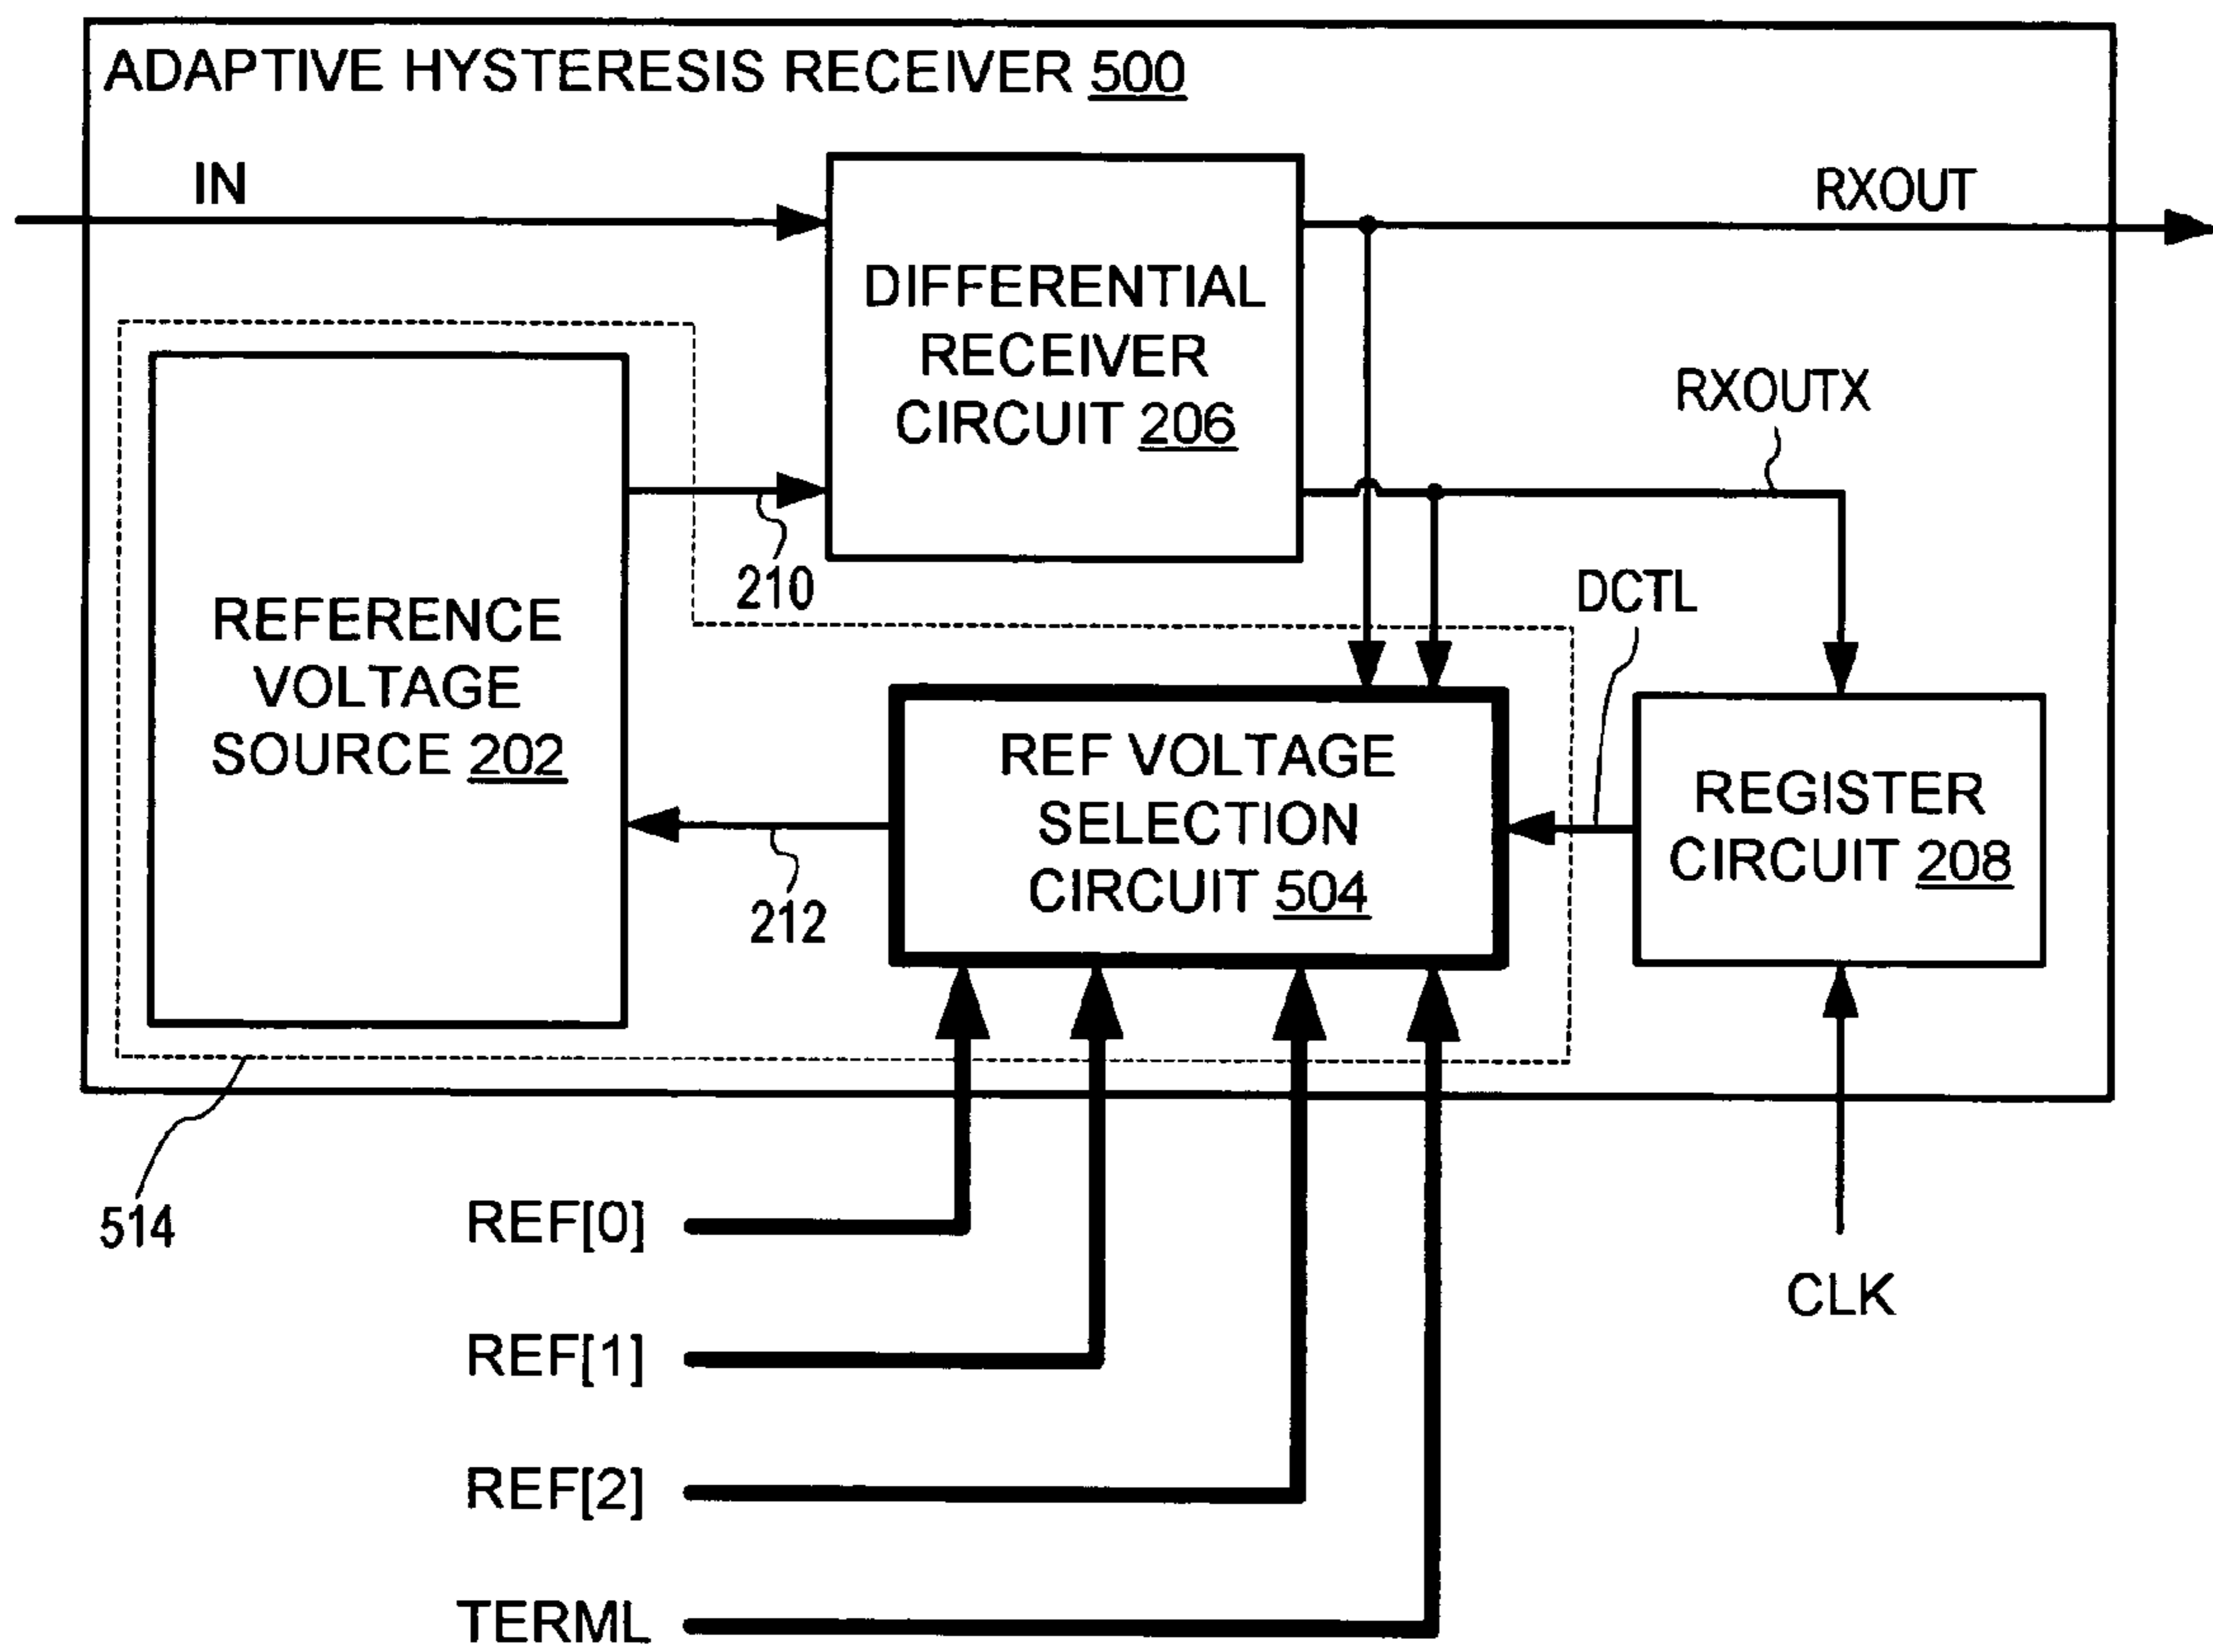 ADAPTIVE HYSTERESIS RECEIVER 500
IN
RXOUT
DIFFERENTIAL
RECEIVER
CIRCUIT 206
RXOUTX
210
DCTL
REFERENCE
VOLTAGE
SOURCE 202
REF VOLTAGE
SELECTION
CIRCUIT 504
REGISTER
CIRCUIT 208
212
514
REF[0]
CLK
REF[1]
REF[2]
TERML